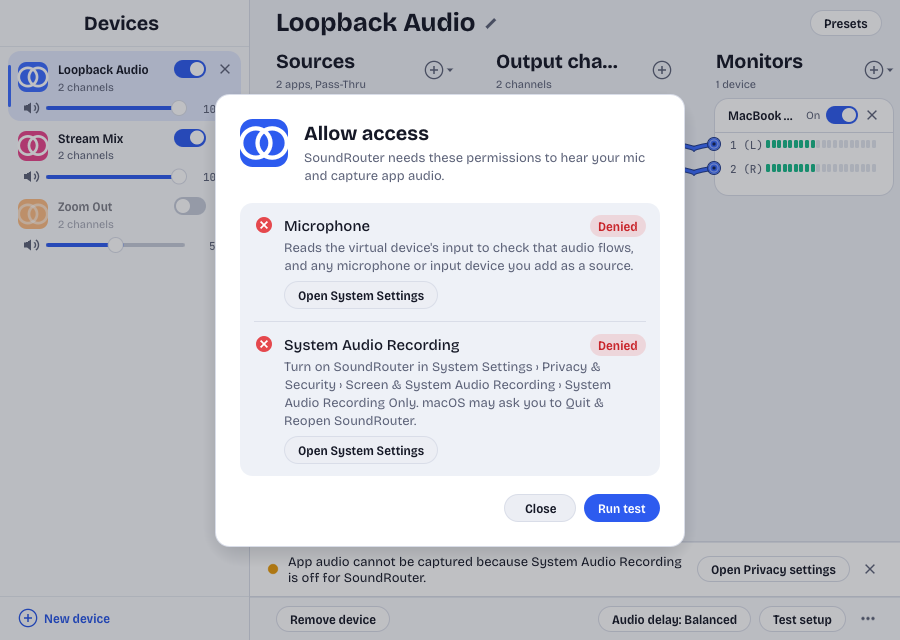 Devices
Loopback Audio
2 channels
10
Stream Mix
2 channels
10
Zoom Out
2 channels
5
New device
Loopback Audio
Presets
Sources
2 apps, Pass-Thru
Output cha...
2 channels
Monitors
1 device
MacBook ...
On
1 (L)
2 (R)
Allow access
SoundRouter needs these permissions to hear your mic
and capture app audio.
Microphone
Denied
Reads the virtual device's input to check that audio flows,
and any microphone or input device you add as a source.
Open System Settings
System Audio Recording
Denied
Turn on SoundRouter in System Settings › Privacy &
Security › Screen & System Audio Recording › System
Audio Recording Only. macOS may ask you to Quit &
Reopen SoundRouter.
Open System Settings
Close
Run test
App audio cannot be captured because System Audio Recording
is off for SoundRouter.
Open Privacy settings
Remove device
Audio delay: Balanced
Test setup